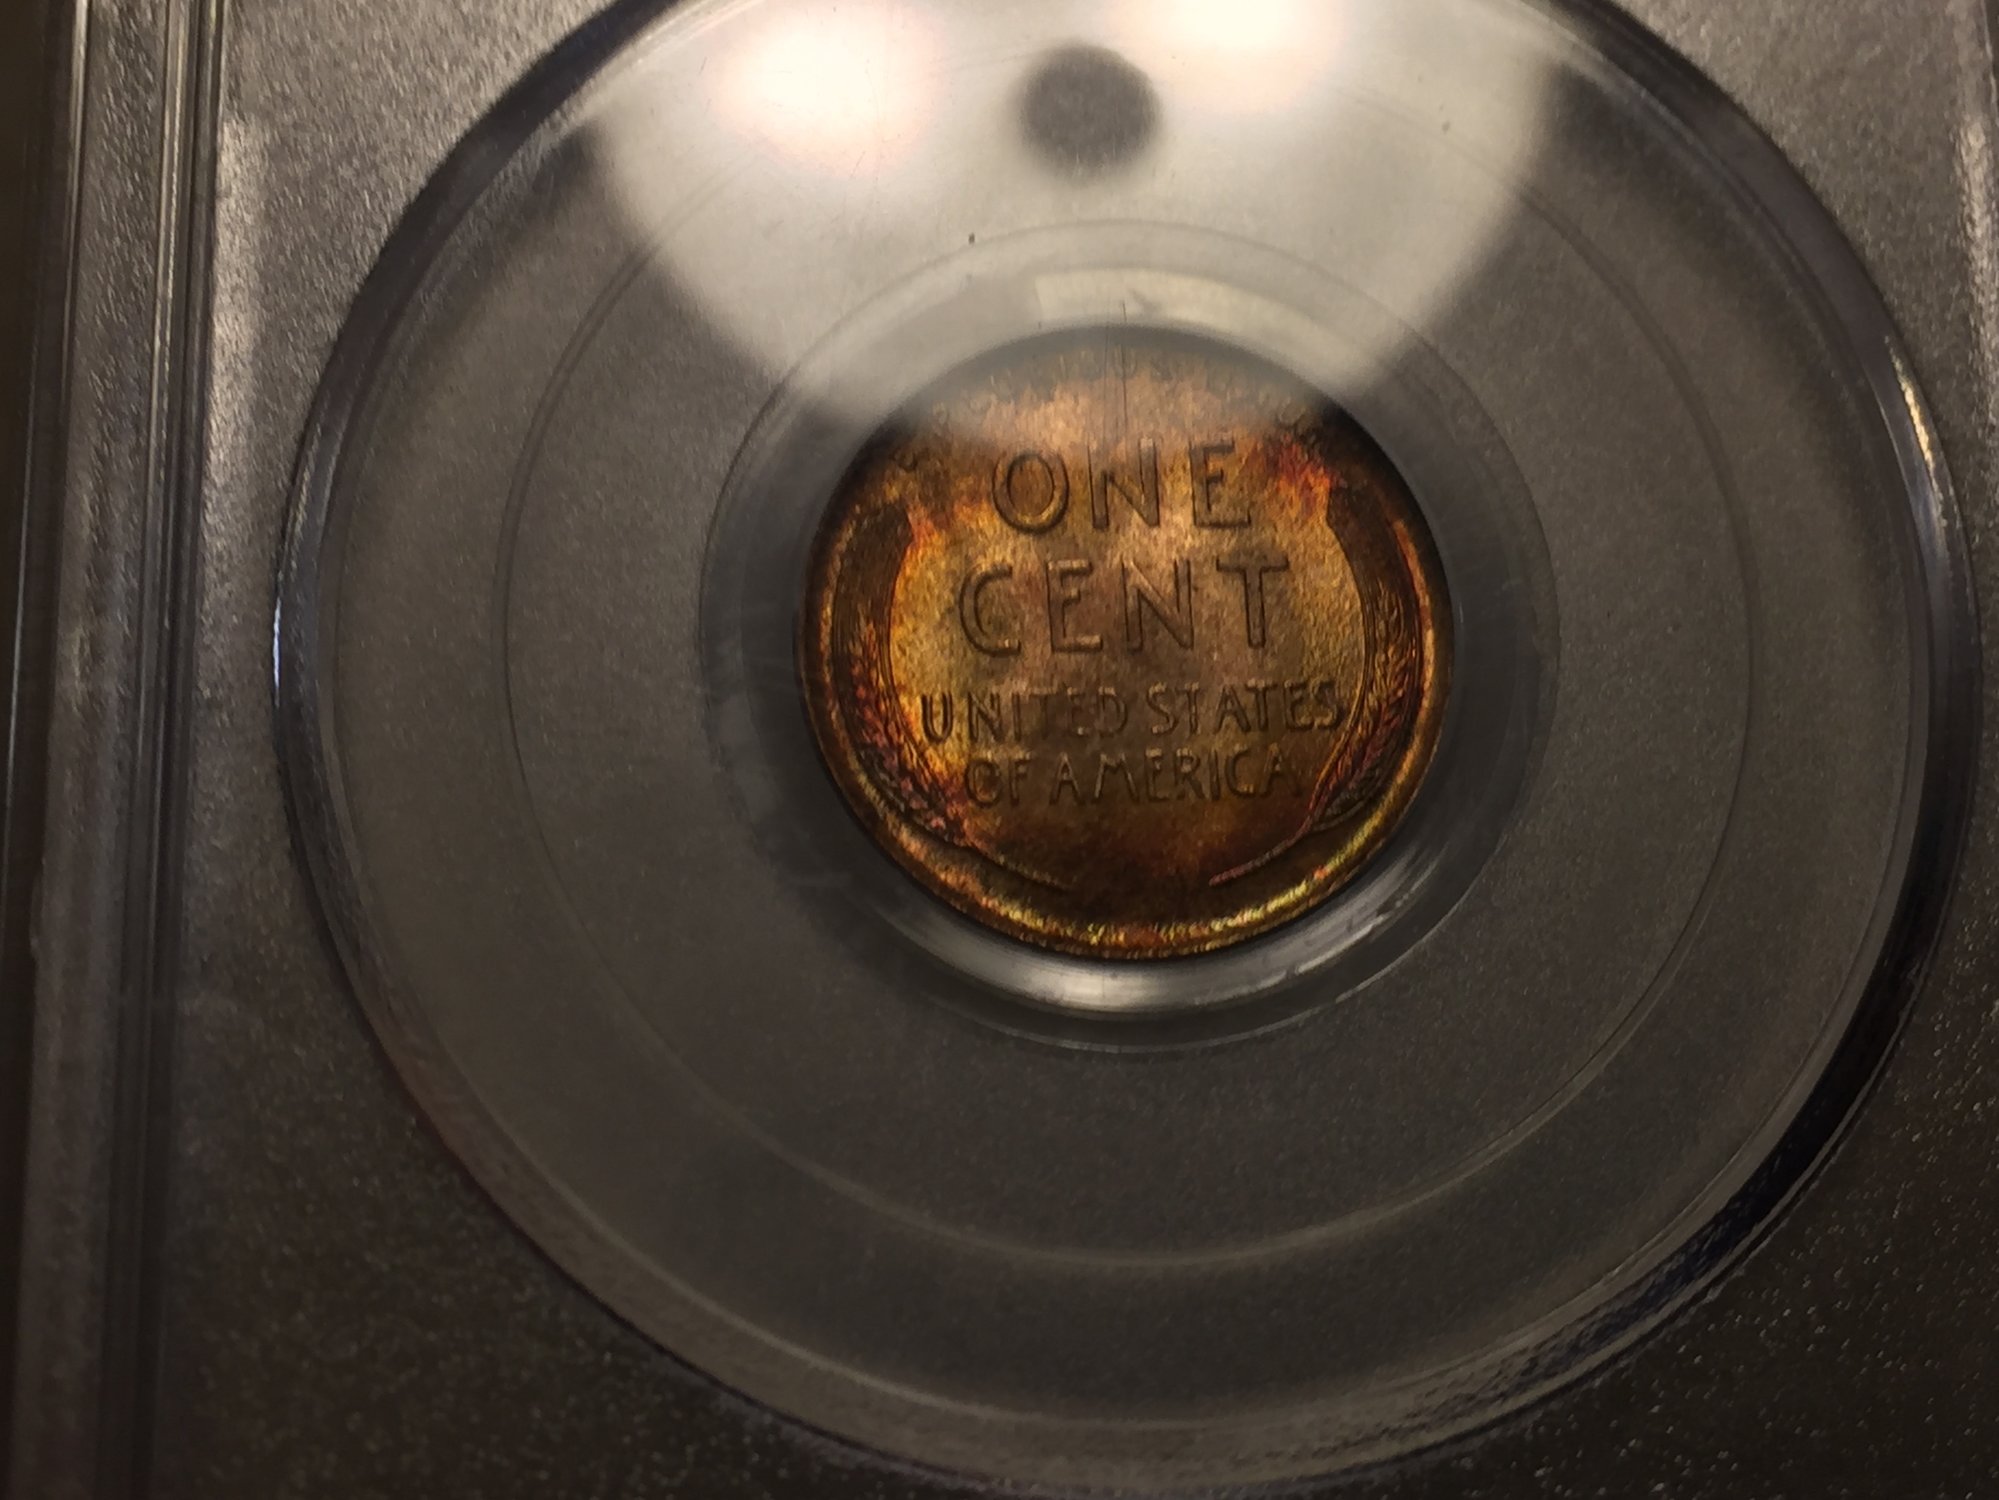 ONE
CENT
UNITED STATES
OF AMERICA